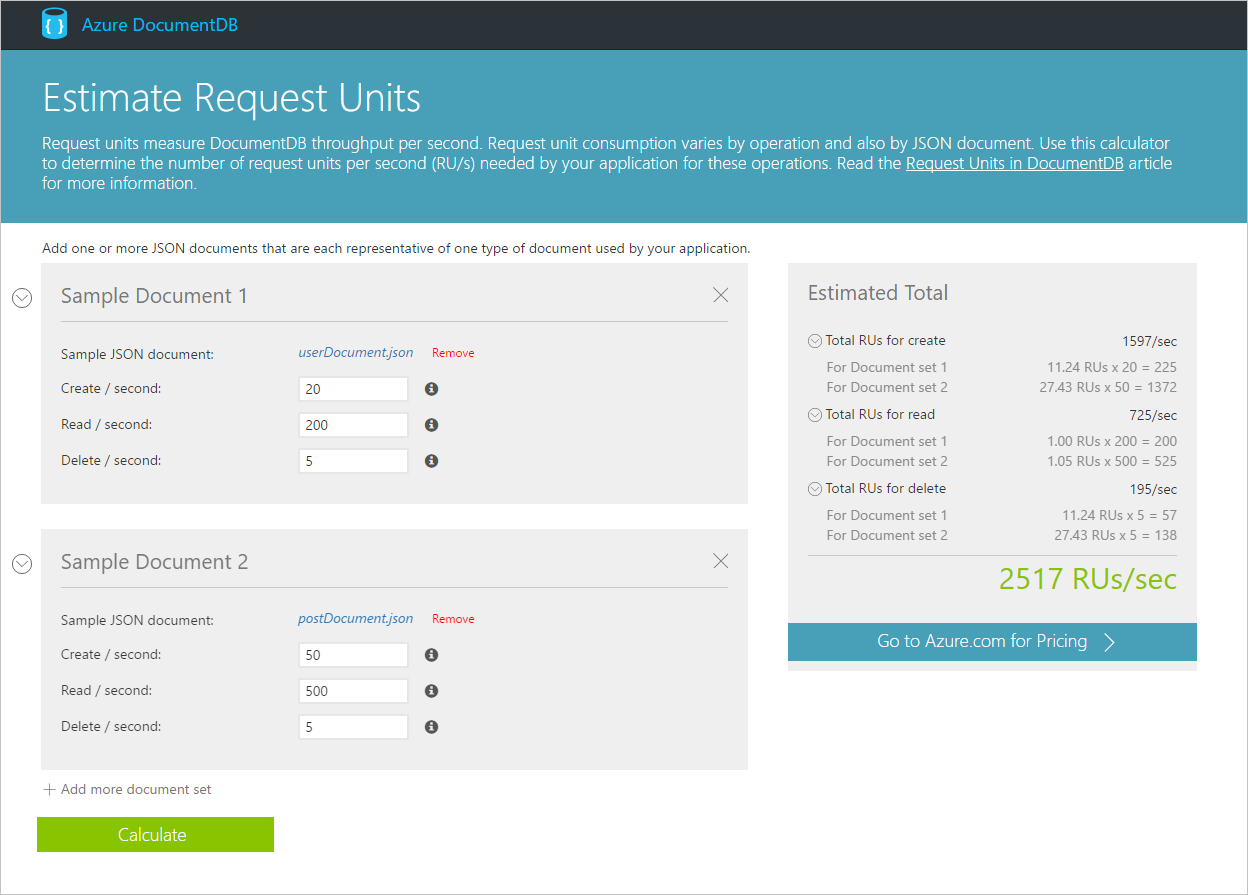 Azure DocumentDB
Estimate Request Units
Request units measure DocumentDB throughput per second. Request unit consumption varies by operation and also by JSON document. Use this calculator
to determine the number of request units per second (RU/s) needed by your application for these operations. Read the Request Units in DocumentDB article
for more information.
Add one or more JSON documents that are each representative of one type of document used by your application.
Sample Document 1
Sample JSON document: userDocument.json Remove
Create / second: 20
Read / second: 200
Delete / second: 5
Sample Document 2
Sample JSON document: postDocument.json Remove
Create / second: 50
Read / second: 500
Delete / second: 5
+ Add more document set
Calculate
Estimated Total
Total RUs for create 1597/sec
For Document set 1 11.24 RUs x 20 = 225
For Document set 2 27.43 RUs x 50 = 1372
Total RUs for read 725/sec
For Document set 1 1.00 RUs x 200 = 200
For Document set 2 1.05 RUs x 500 = 525
Total RUs for delete 195/sec
For Document set 1 11.24 RUs x 5 = 57
For Document set 2 27.43 RUs x 5 = 138
2517 RUs/sec
Go to Azure.com for Pricing